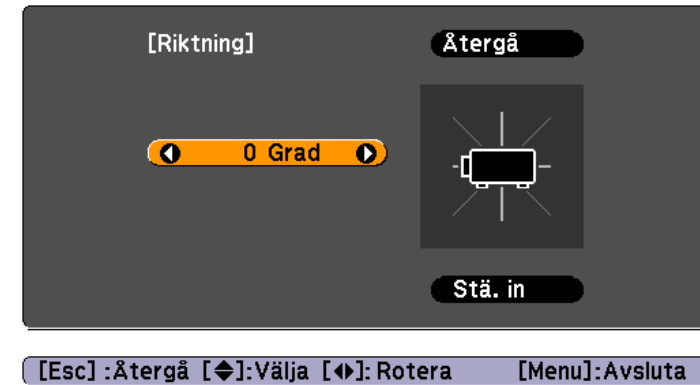 [Riktning]
Återgå
0 Grad
Stä. in
[Esc] :Återgå [◆]:Välja [◆]: Rotera [Menu]:Avsluta